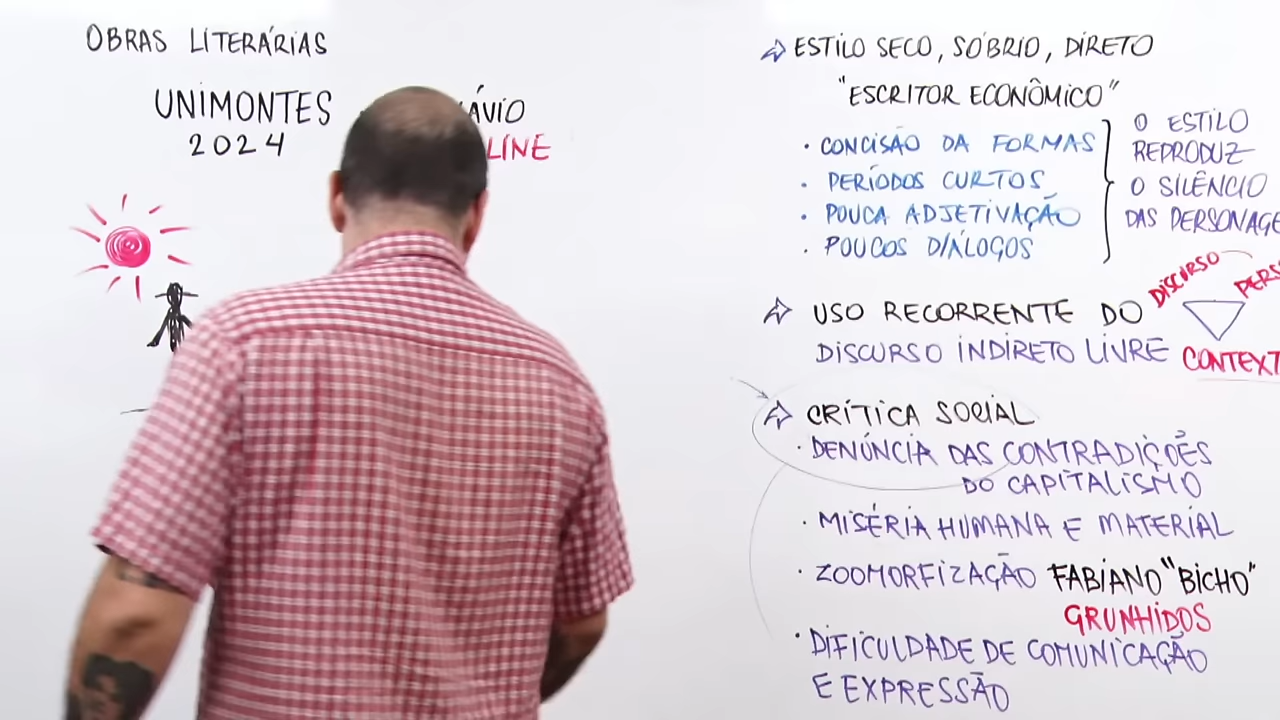 OBRAS LITERÁRIAS
UNIMONTES
2024
ÁVIO
LINE
ESTILO SECO, SÓBRIO, DIRETO
"ESCRITOR ECONÔMICO"
• CONCISÃO DA FORMAS
• PERÍODOS CURTOS
• POUCA ADJETIVAÇÃO
• POUCOS DIÁLOGOS
O ESTILO
REPRODUZ
O SILÊNCIO
DAS PERSONAGE
USO RECORRENTE DO
DISCURSO INDIRETO LIVRE
DISCURSO
PERS
CONTEXT
CRÍTICA SOCIAL
• DENÚNCIA DAS CONTRADIÇÕES
DO CAPITALISMO
• MISÉRIA HUMANA E MATERIAL
• ZOOMORFIZAÇÃO FABIANO "BICHO"
GRUNHIDOS
• DIFICULDADE DE COMUNICAÇÃO
E EXPRESSÃO